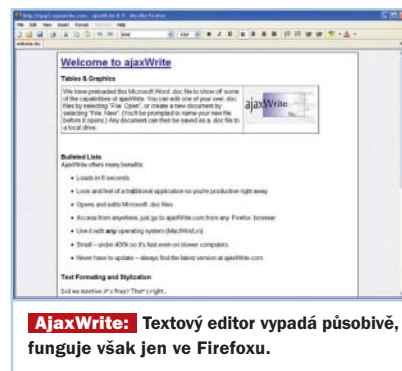 Welcome to ajaxWrite
Tables & Graphics
We have preloaded this Microsoft Word .doc file to show off some
of the capabilities of ajaxWrite. You can edit one of your own .doc
files by selecting "File: Open", or create a new document by
selecting "File: New". (You'll be prompted to name your new file
before it opens.) Any document can then be saved as a .doc file to
a local drive.
ajaxWrite
Bulleted Lists
AjaxWrite offers many benefits:
• Loads in 6 seconds
• Look and feel of a traditional application so you're productive right away
• Opens and edits Microsoft .doc files
• Access from anywhere, just go to ajaxWrite.com from any Firefox browser
• Use it with any operating system (Mac/Win/Lin)
• Small – under 400k so it's fast even on slower computers
• Never have to update – always find the latest version at ajaxWrite.com
Text Formating and Stylization
Did we mention it's free? That's right..
AjaxWrite: Textový editor vypadá působivě,
funguje však jen ve Firefoxu.